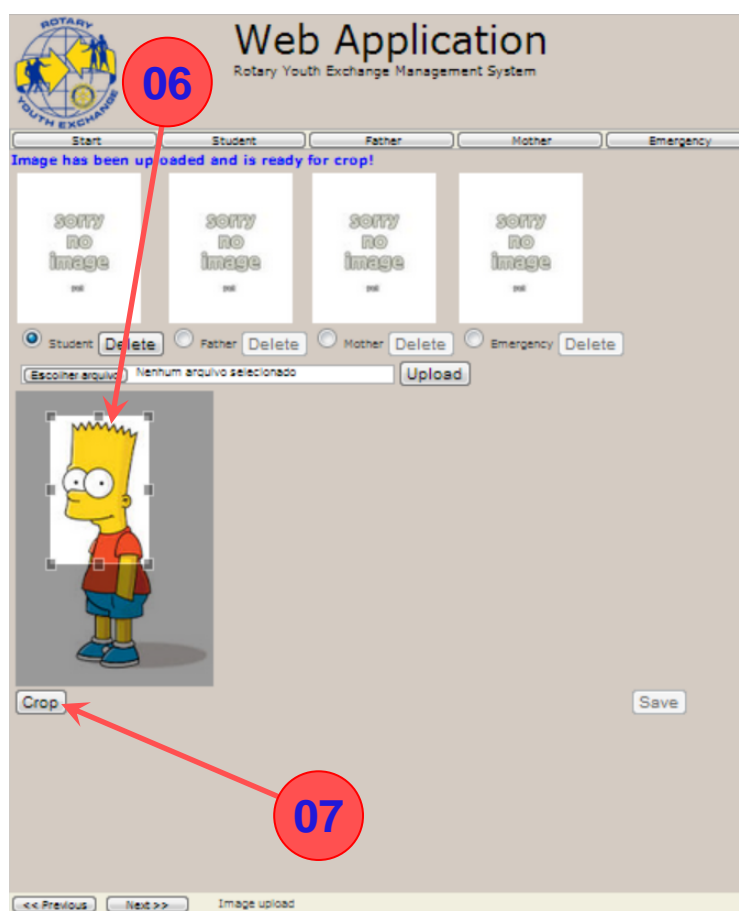 ROTARY
YOUTH EXCHANGE
Web Application
Rotary Youth Exchange Management System
06
Start Student Father Mother Emergency
Image has been uploaded and is ready for crop!
sorry sorry sorry sorry
no no no no
image image image image
Student Delete Father Delete Mother Delete Emergency Delete
Escolher arquivo Nenhum arquivo selecionado Upload
Crop Save
07
<< Previous Next >> Image upload